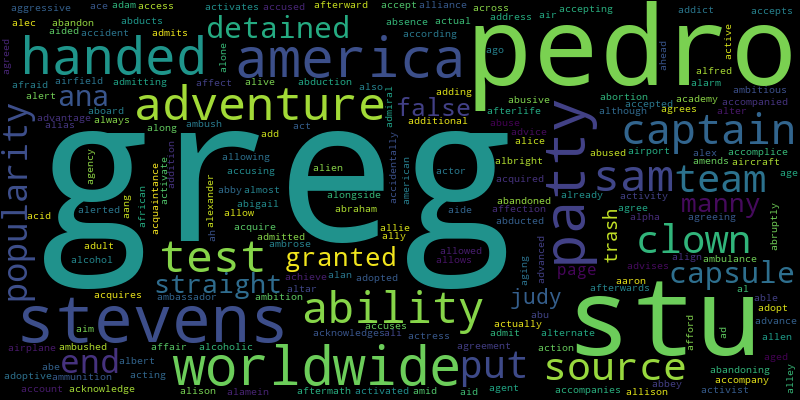 aggressive ace adam access activates accused afterward accept alliance across accepting addict accepts
alec abandon abducts admits detained absence actual address air
pedro
agreed aided accident alone according ago ahead active alfred ambitious
handed america
afraid airfield admitting affect alive abduction also alarm
alert ana aboard adventure admiral false adding abusive abortion accepted academy accompanied
advantage always additional afterlife although agrees alter
alias along ambush add act abuse advice patty captain
popularity greg
agency african activate addition allowing alien accidentally american alice abused airport alex accomplice
acquaintance accusing actor albright amends aircraft
alerted aang alexander abby almost alongside acquired already sam team age
acid abigail abraham aide abandoned affection activity manny
adult acquire allow allie ally abducted agree alpha agreeing abruptly
alcohol test admitted ah ambrose granted allowed allows trash clown
straight achieve alan adopted aging advanced page advises align ambulance capsule
acquires ambassador ambition altar ability judy afterwards aaron al able adopt
stevens abu stu afford ad advance
aim affair alcoholic accuses acknowledgesali actress actually admit alternate allen
airplane ambushed end albert worldwide agreement put action source abandoning aged
abe adoptive ammunition acting agent abbey accompany alley
account acknowledge alison alamein aftermath activated amid aid accompanies allison activist